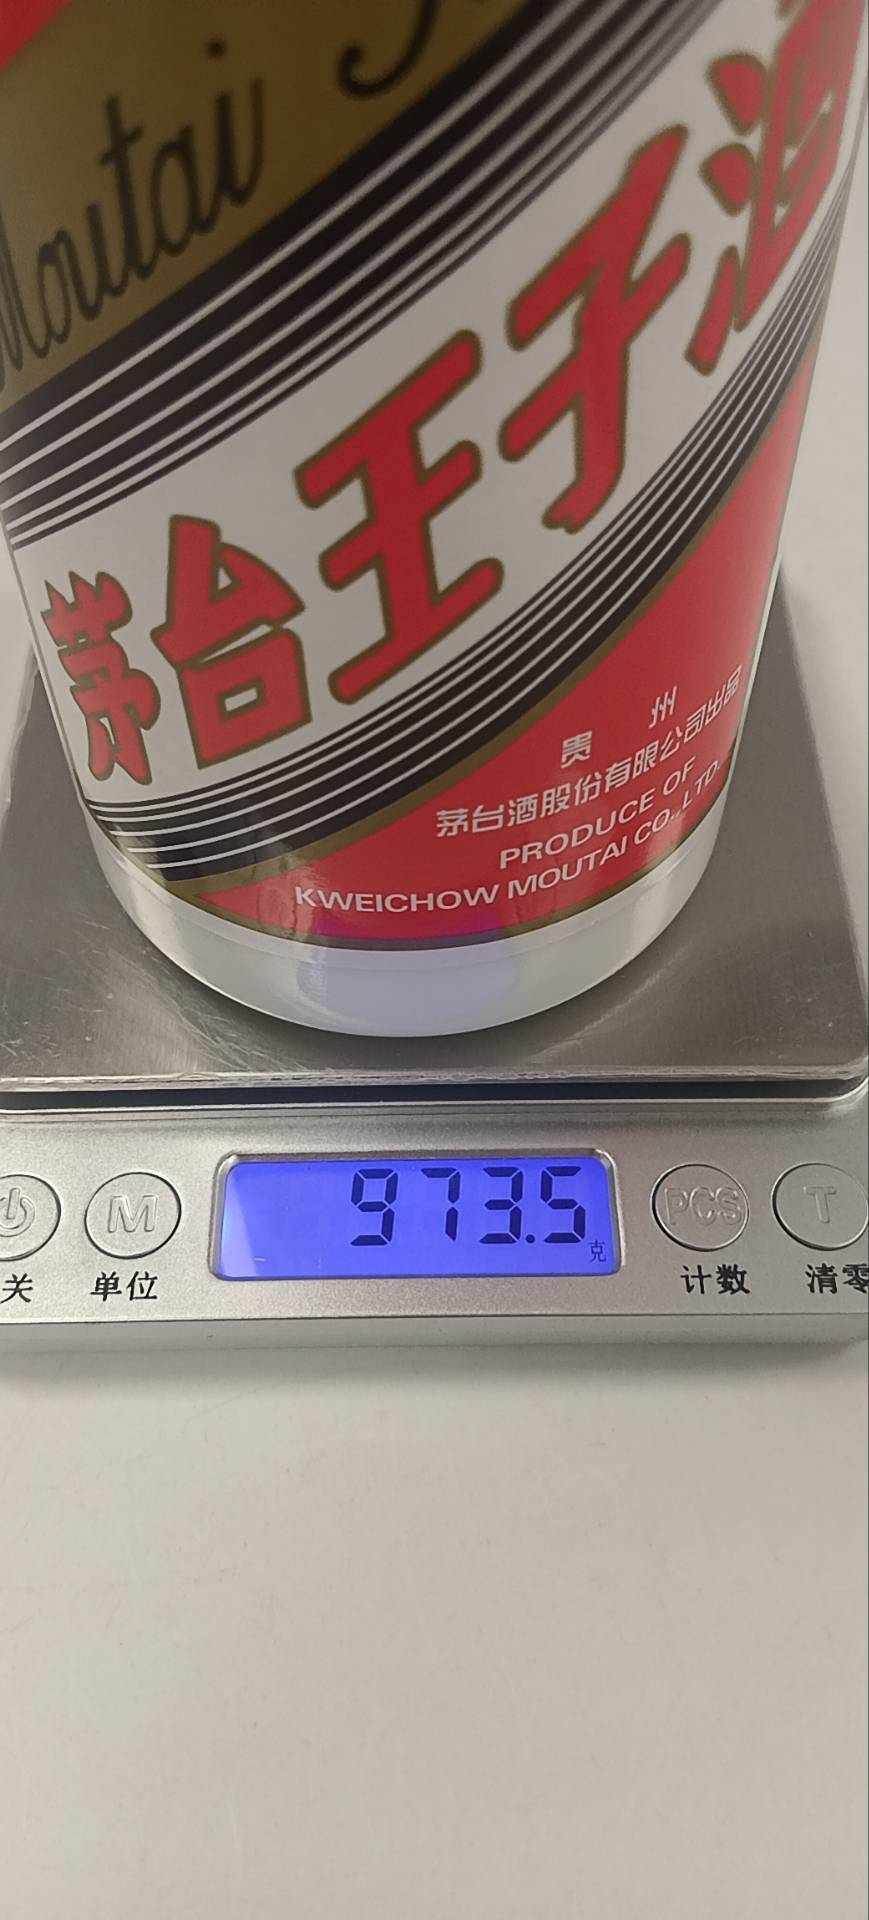 Moutai
茅台王子酒
贵州
茅台酒股份有限公司出品
PRODUCE OF
KWEICHOW MOUTAI CO., LTD.
973.5
克
M
PCS
T
关
单位
计数
清零